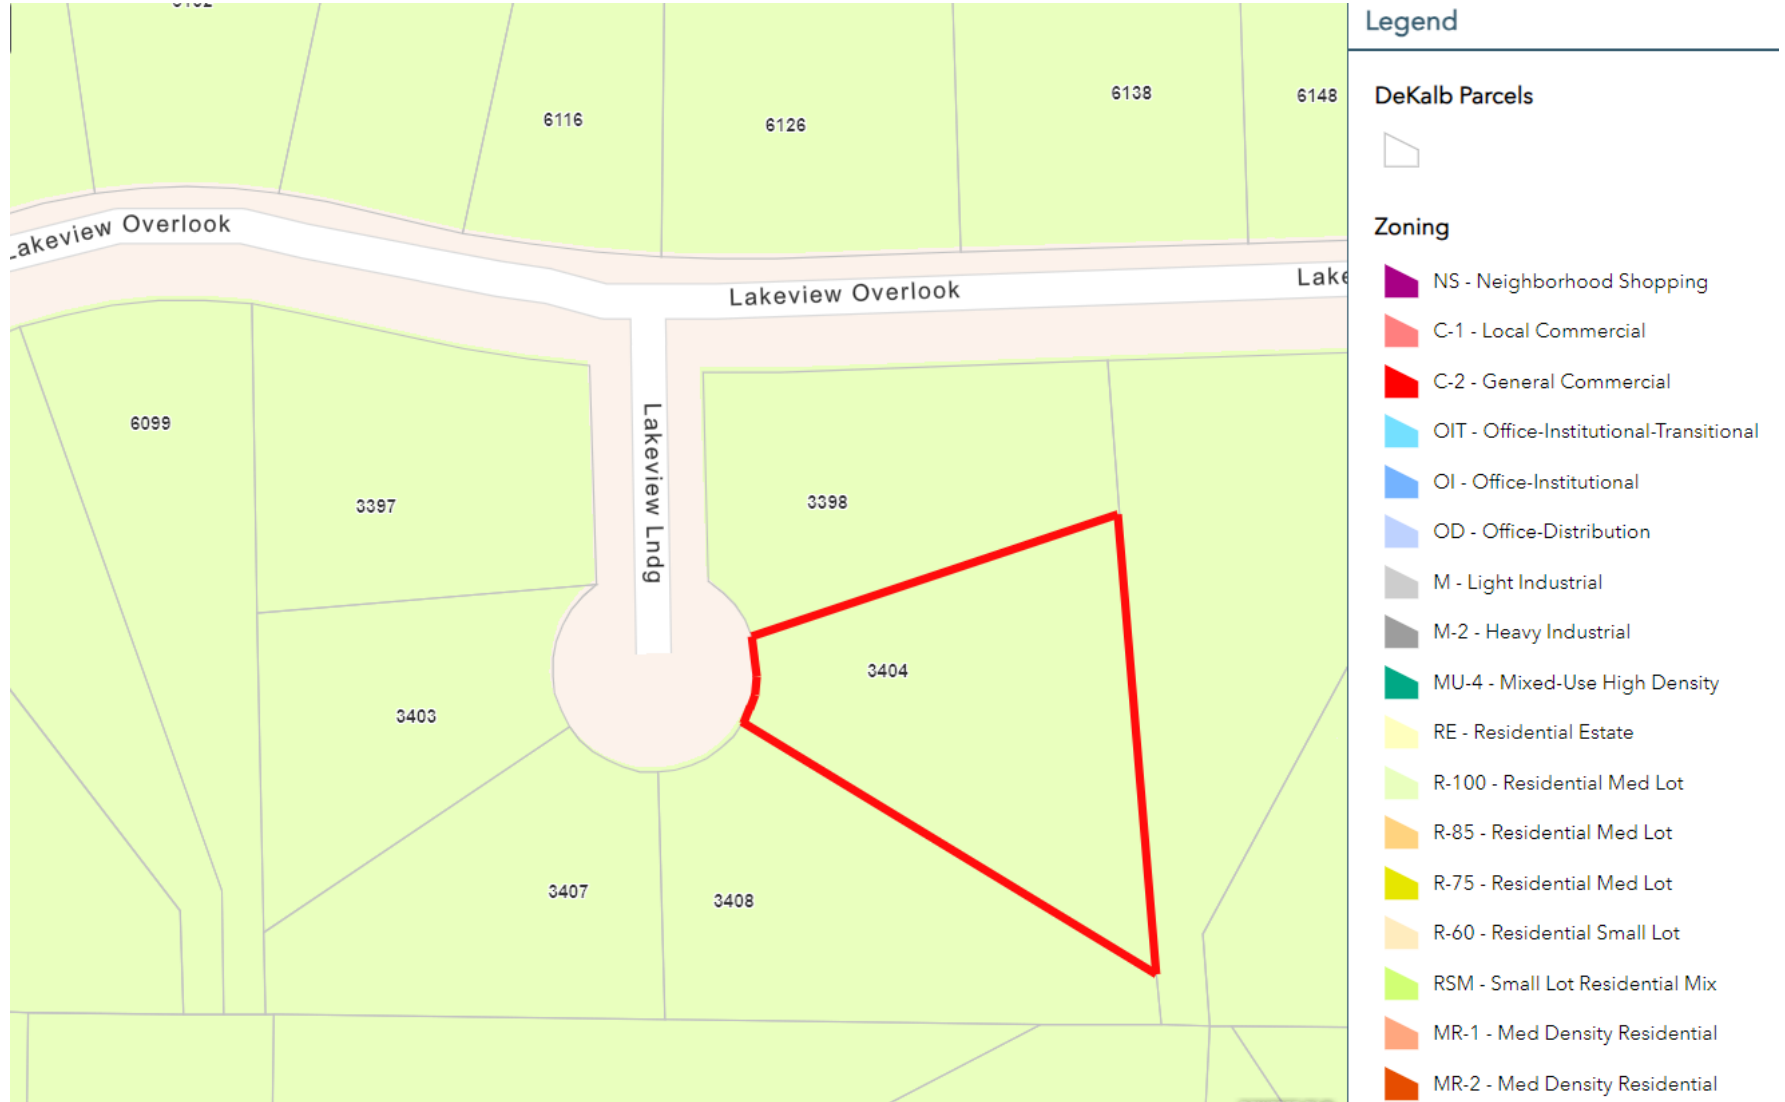 6138
6148
6116
6126
Lakeview Overlook
Lakeview Overlook
Lake
6099
Lakeview Lndg
3397
3398
3404
3403
3407
3408
Legend
DeKalb Parcels
Zoning
NS - Neighborhood Shopping
C-1 - Local Commercial
C-2 - General Commercial
OIT - Office-Institutional-Transitional
OI - Office-Institutional
OD - Office-Distribution
M - Light Industrial
M-2 - Heavy Industrial
MU-4 - Mixed-Use High Density
RE - Residential Estate
R-100 - Residential Med Lot
R-85 - Residential Med Lot
R-75 - Residential Med Lot
R-60 - Residential Small Lot
RSM - Small Lot Residential Mix
MR-1 - Med Density Residential
MR-2 - Med Density Residential